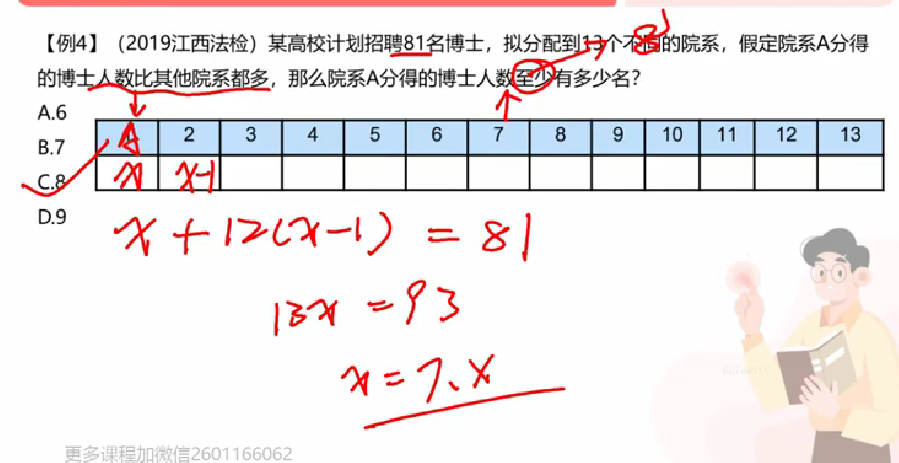 【例4】（2019江西法检）某高校计划招聘81名博士，拟分配到13个不同的院系，假定院系A分得
的博士人数比其他院系都多，那么院系A分得的博士人数至少有多少名？
8
A.6
B.7
C.8
D.9
A 2 3 4 5 6 7 8 9 10 11 12 13
x x-1
x+12(x-1) = 81
13x = 93
x = 7.x
更多课程加微信2601166062